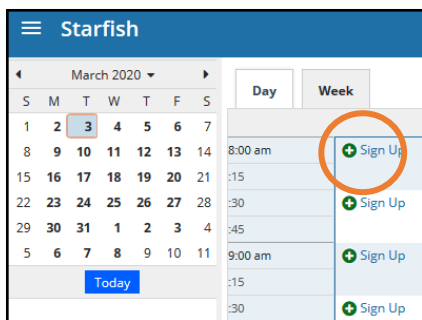 Starfish
March 2020
S M T W T F S
1 2 3 4 5 6 7
8 9 10 11 12 13 14
15 16 17 18 19 20 21
22 23 24 25 26 27 28
29 30 31 1 2 3 4
5 6 7 8 9 10 11
Today
Day Week
8:00 am Sign Up
:15
:30 Sign Up
:45
9:00 am Sign Up
:15
:30 Sign Up